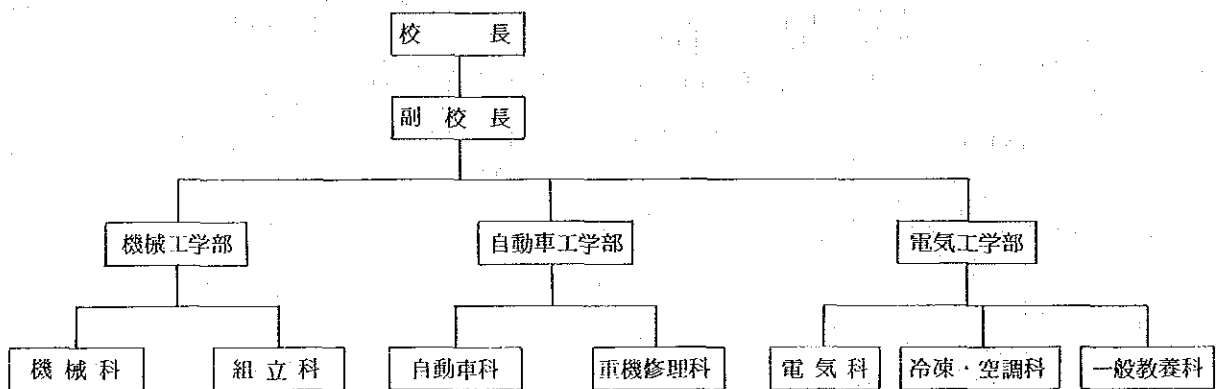 校長
副校長
機械工学部 自動車工学部 電気工学部
機械科 組立科 自動車科 重機修理科 電気科 冷凍・空調科 一般教養科